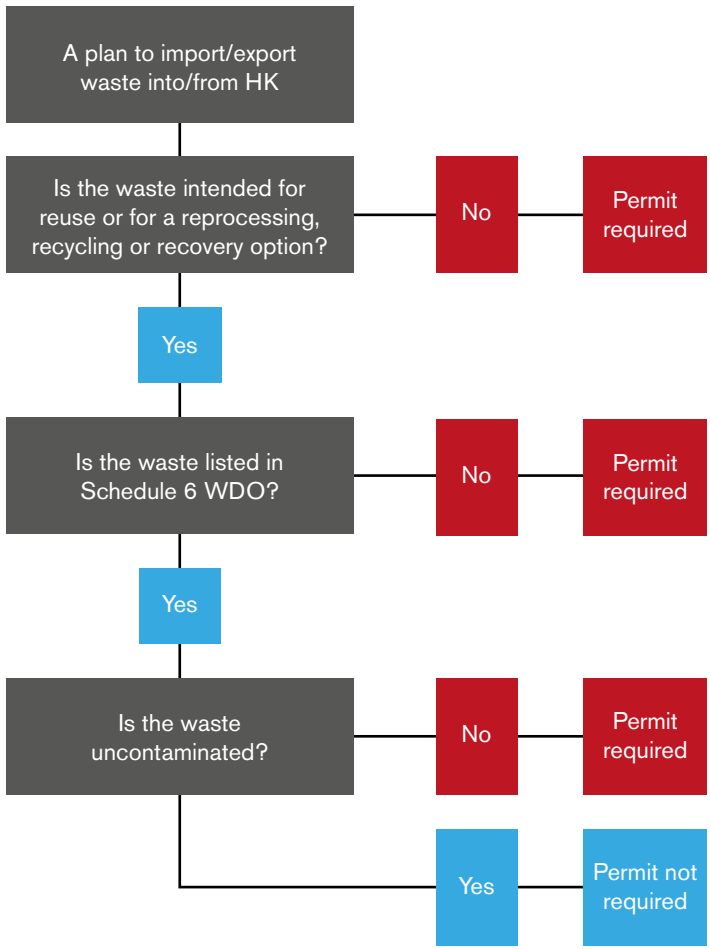 A plan to import/export
waste into/from HK
Is the waste intended for
reuse or for a reprocessing,
recycling or recovery option?
No
Permit
required
Yes
Is the waste listed in
Schedule 6 WDO?
No
Permit
required
Yes
Is the waste
uncontaminated?
No
Permit
required
Yes
Permit not
required